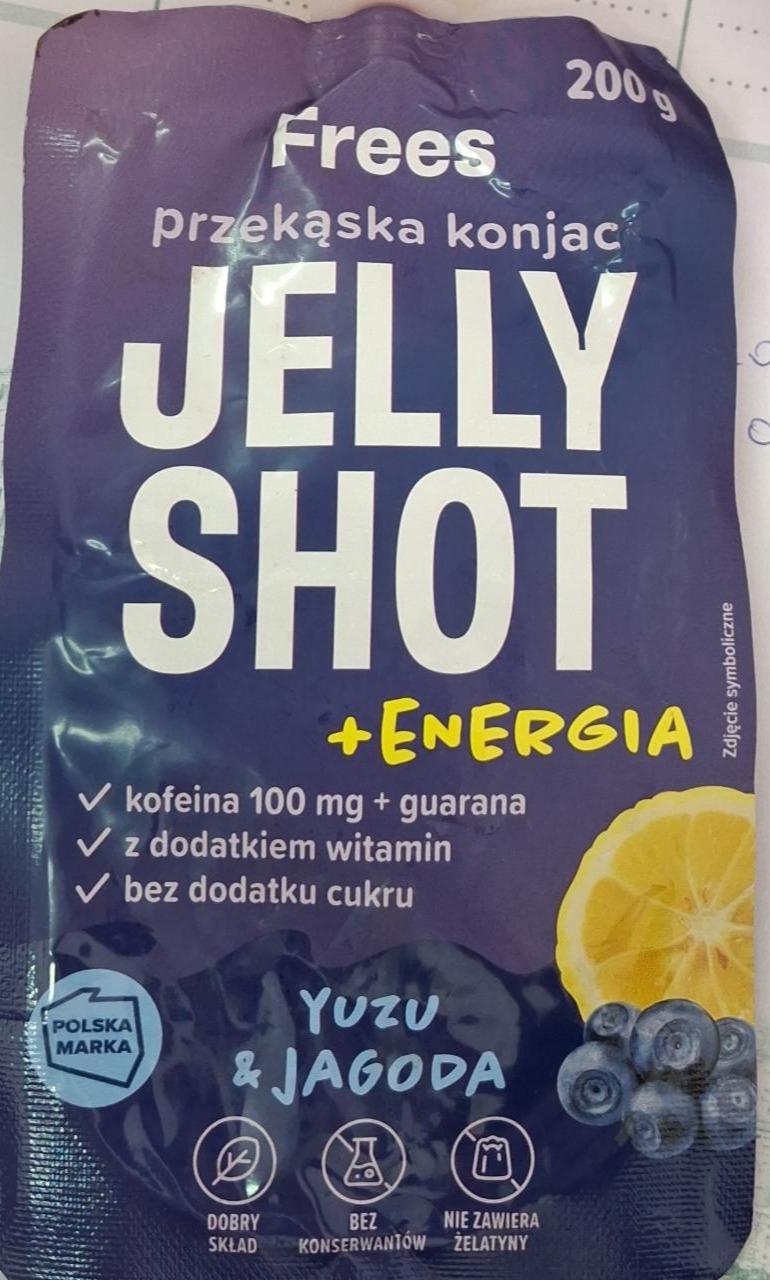 200 g
Frees
przekąska konjac
JELLY
SHOT
+ENERGIA
Zdjęcie symboliczne
✓ kofeina 100 mg + guarana
✓ z dodatkiem witamin
✓ bez dodatku cukru
POLSKA
MARKA
YUZU
& JAGODA
DOBRY
SKŁAD
BEZ
KONSERWANTÓW
NIE ZAWIERA
ŻELATYNY